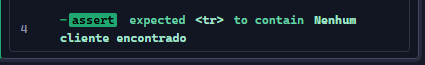 4 -assert expected <tr> to contain Nenhum
cliente encontrado